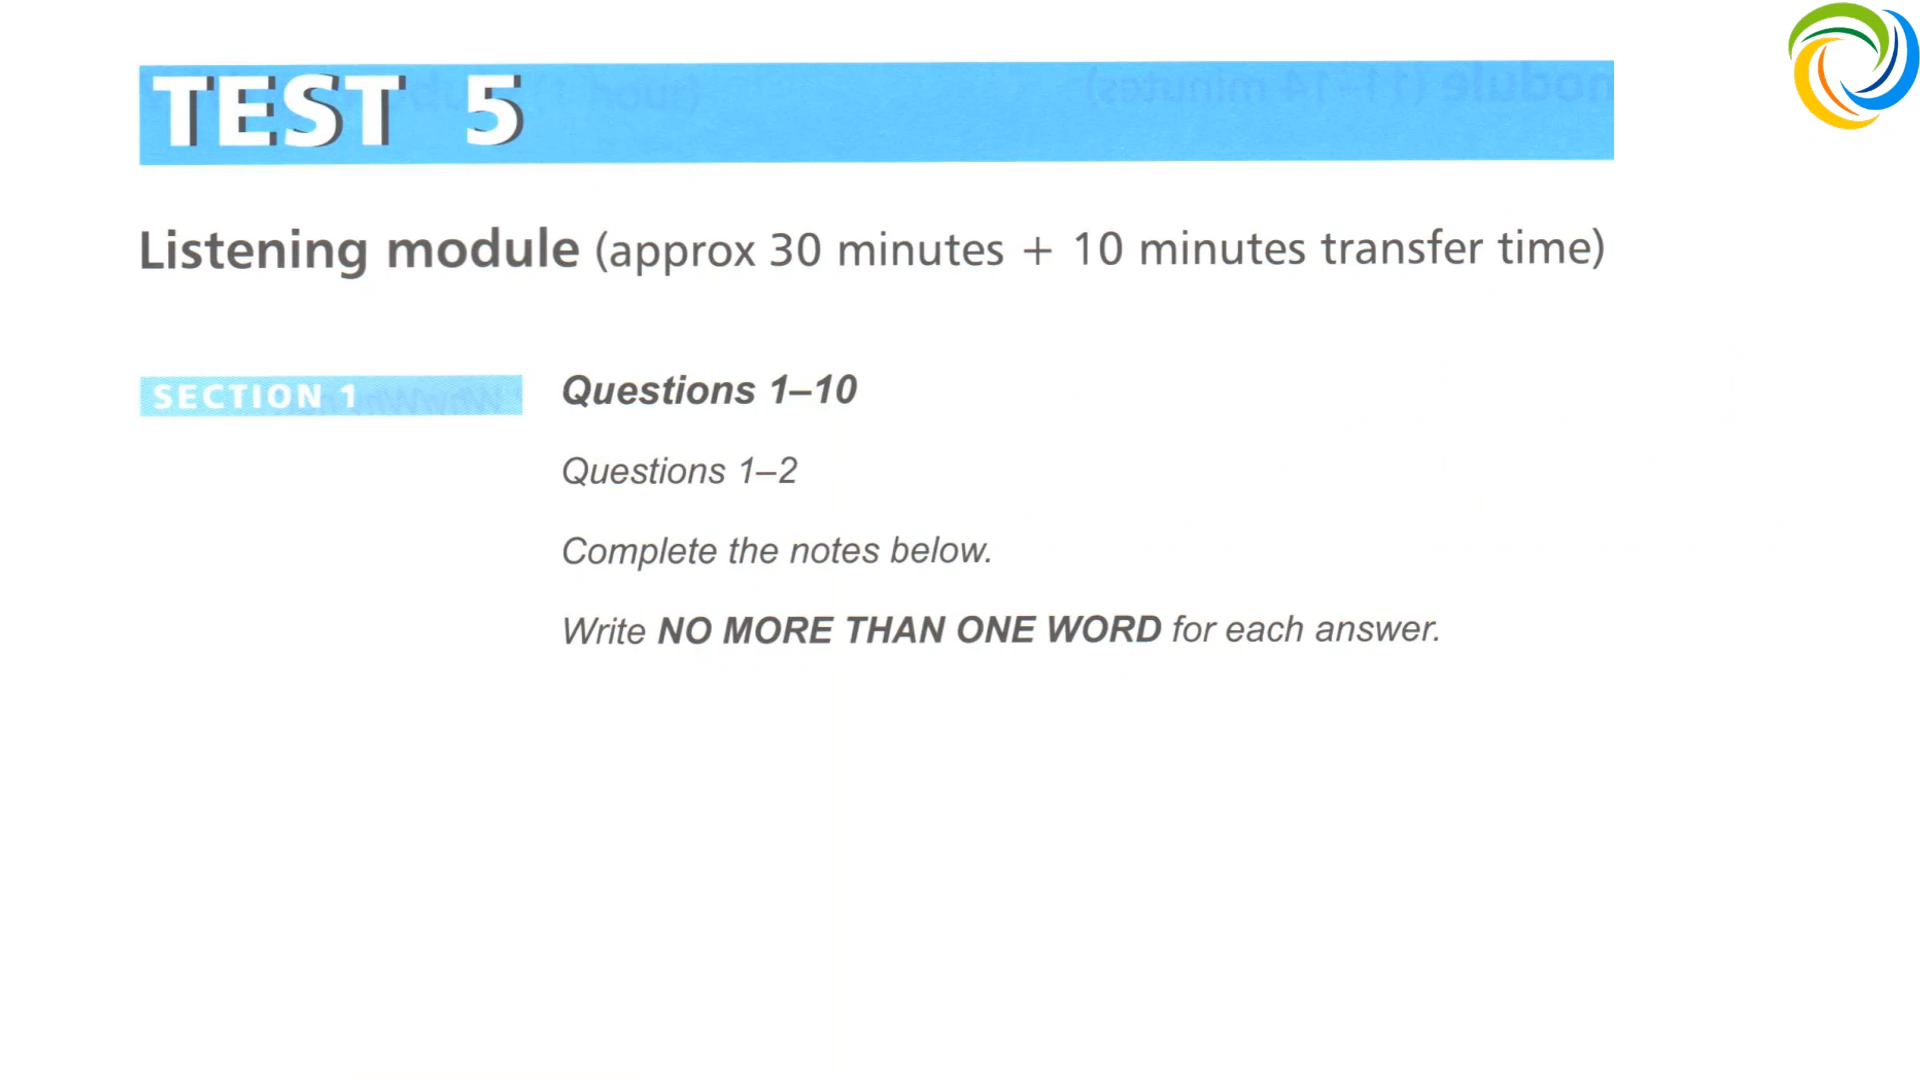 TEST 5
Listening module (approx 30 minutes + 10 minutes transfer time)
SECTION 1
Questions 1–10
Questions 1–2
Complete the notes below.
Write NO MORE THAN ONE WORD for each answer.